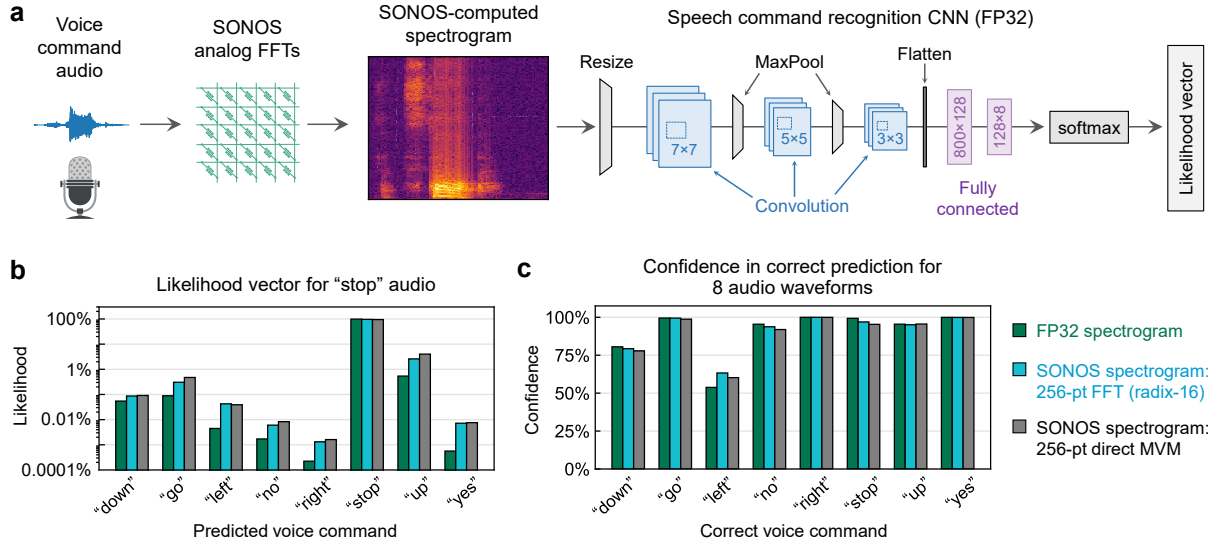 a
Voice
command
audio
SONOS
analog FFTs
SONOS-computed
spectrogram
Speech command recognition CNN (FP32)
Resize
MaxPool
Flatten
7×7
5×5
3×3
800×128
128×8
Convolution
Fully
connected
softmax
Likelihood vector
b
Likelihood vector for “stop” audio
Likelihood
100%
1%
0.01%
0.0001%
“down”
“go”
“left”
“no”
“right”
“stop”
“up”
“yes”
Predicted voice command
c
Confidence in correct prediction for
8 audio waveforms
Confidence
100%
75%
50%
25%
0%
“down”
“go”
“left”
“no”
“right”
“stop”
“up”
“yes”
Correct voice command
FP32 spectrogram
SONOS spectrogram:
256-pt FFT (radix-16)
SONOS spectrogram:
256-pt direct MVM